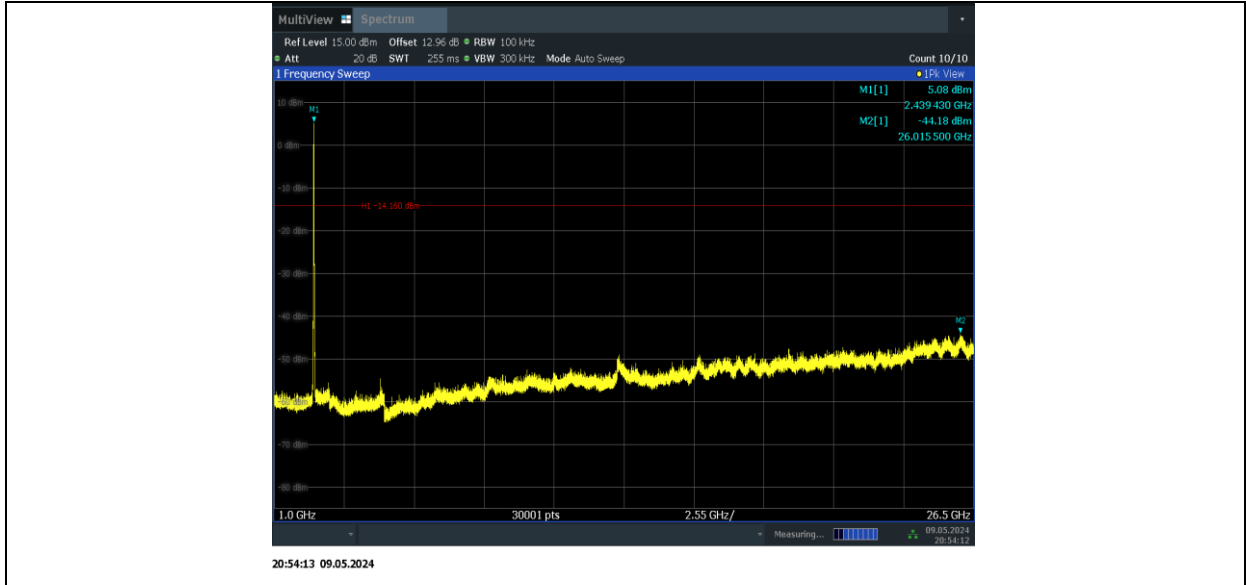 MultiView Spectrum
Ref Level 15.00 dBm Offset 12.96 dB RBW 100 kHz
Att 20 dB SWT 255 ms VBW 300 kHz Mode Auto Sweep Count 10/10
1 Frequency Sweep 1Pk View
M1[1] 5.08 dBm
2.439 430 GHz
M2[1] -44.18 dBm
26.015 500 GHz
10 dBm
M1
0 dBm
-10 dBm
H1 -14.160 dBm
-20 dBm
-30 dBm
-40 dBm
M2
-50 dBm
-60 dBm
-70 dBm
-80 dBm
1.0 GHz 30001 pts 2.55 GHz/ 26.5 GHz
Measuring... 09.05.2024
20:54:12
20:54:13 09.05.2024